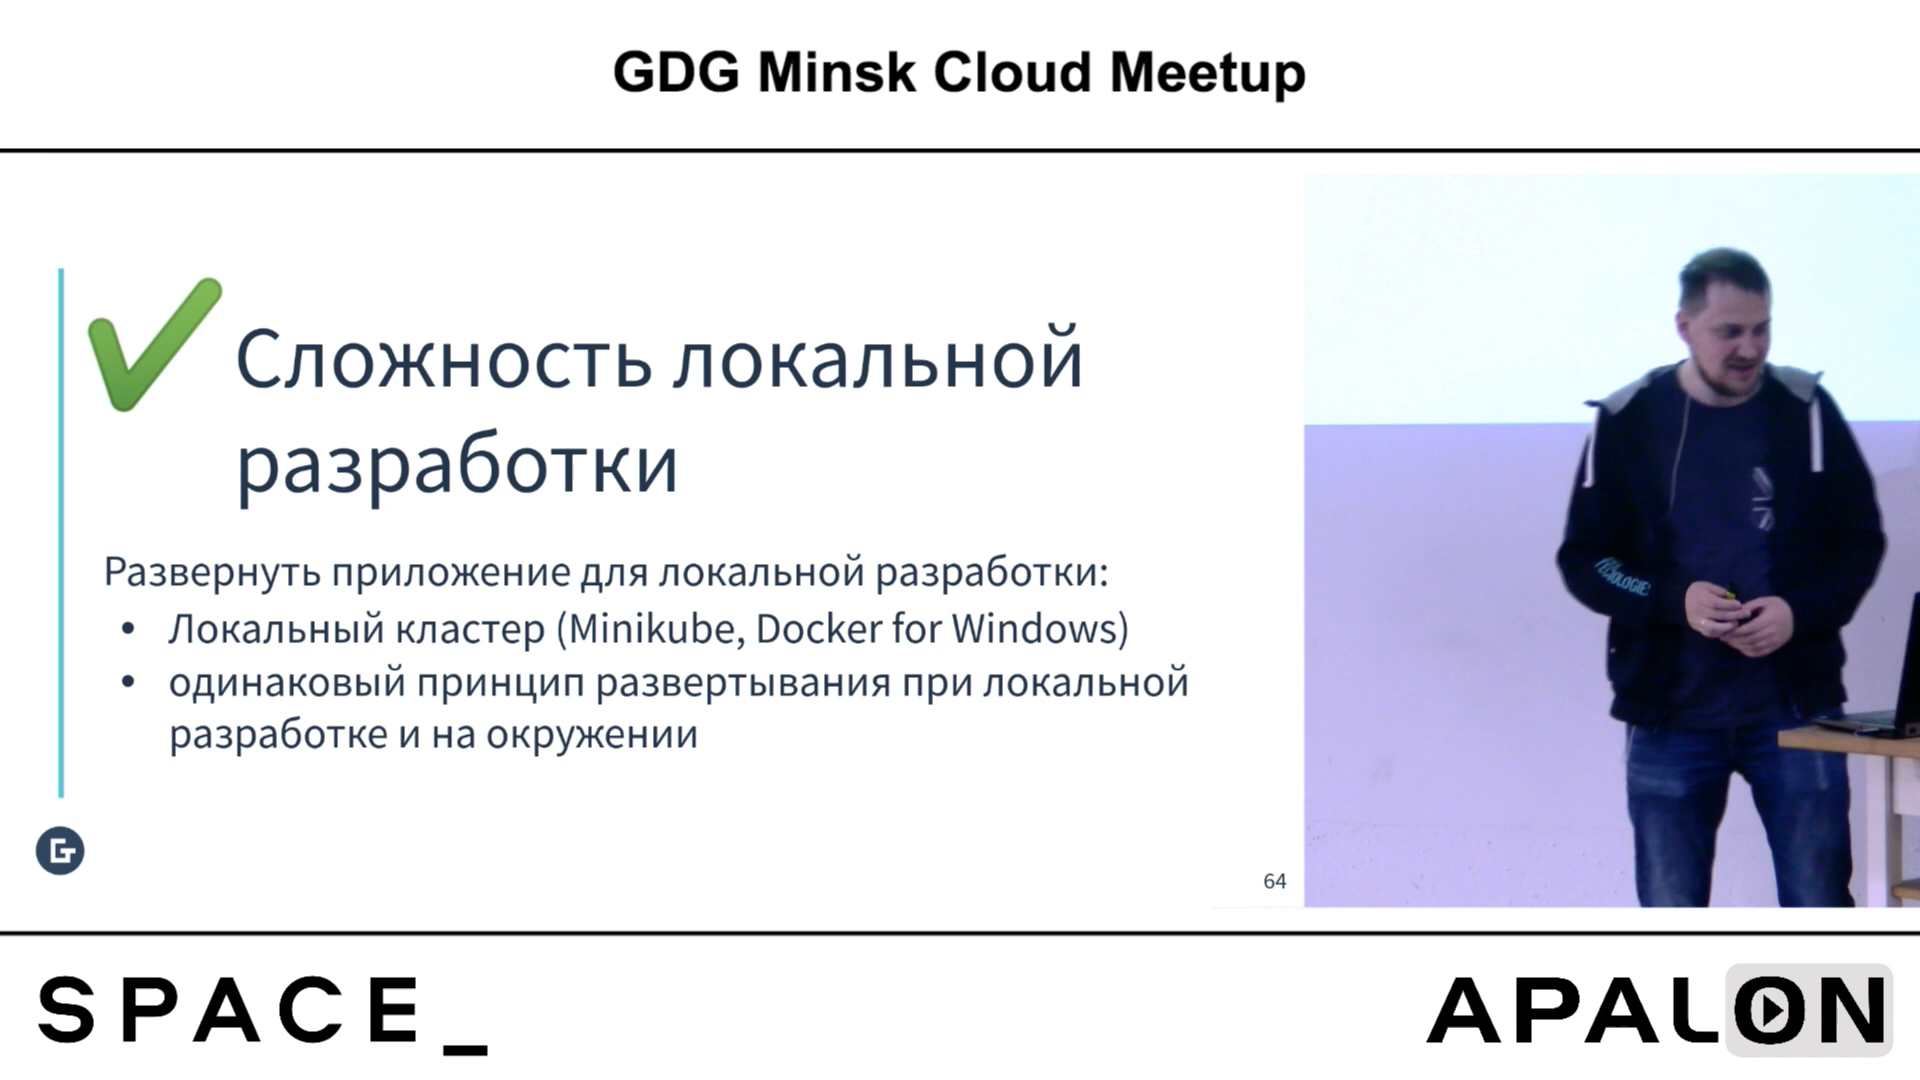 GDG Minsk Cloud Meetup
Сложность локальной
разработки
Развернуть приложение для локальной разработки:
• Локальный кластер (Minikube, Docker for Windows)
• одинаковый принцип развертывания при локальной
разработке и на окружении
64
SPACE_
APALON